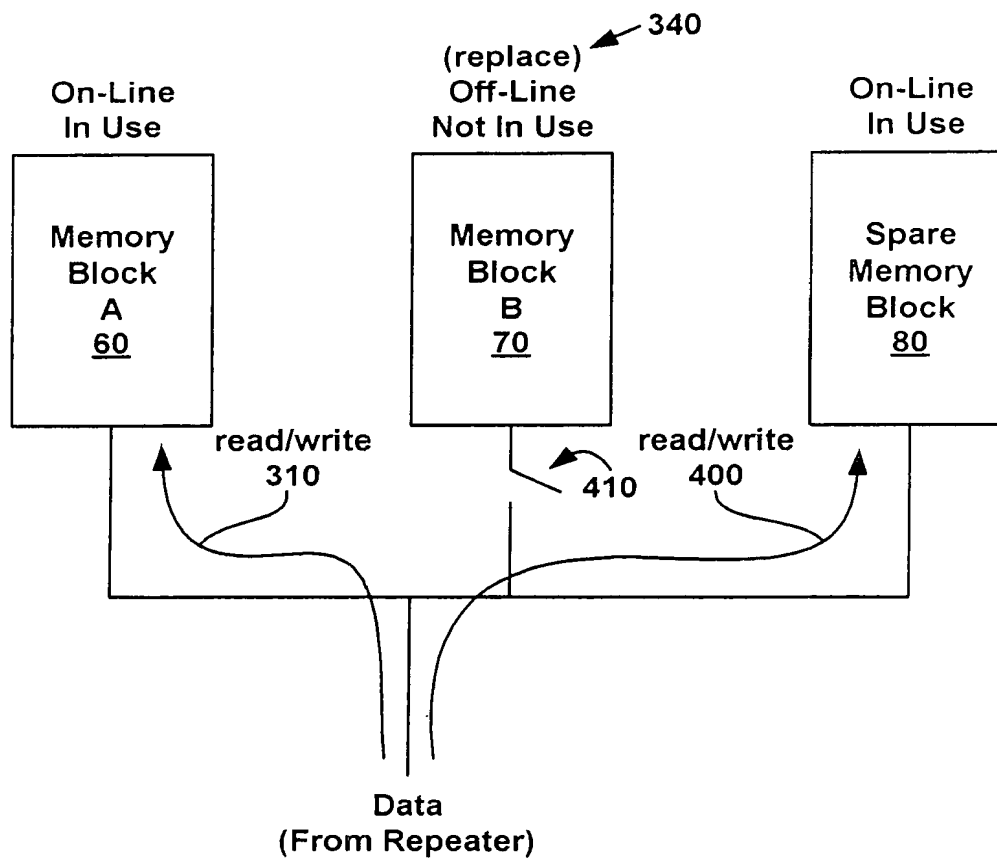 340
(replace)
On-Line
In Use
Off-Line
Not In Use
On-Line
In Use
Memory
Block
A
60
Memory
Block
B
70
Spare
Memory
Block
80
read/write
310
410
read/write
400
Data
(From Repeater)